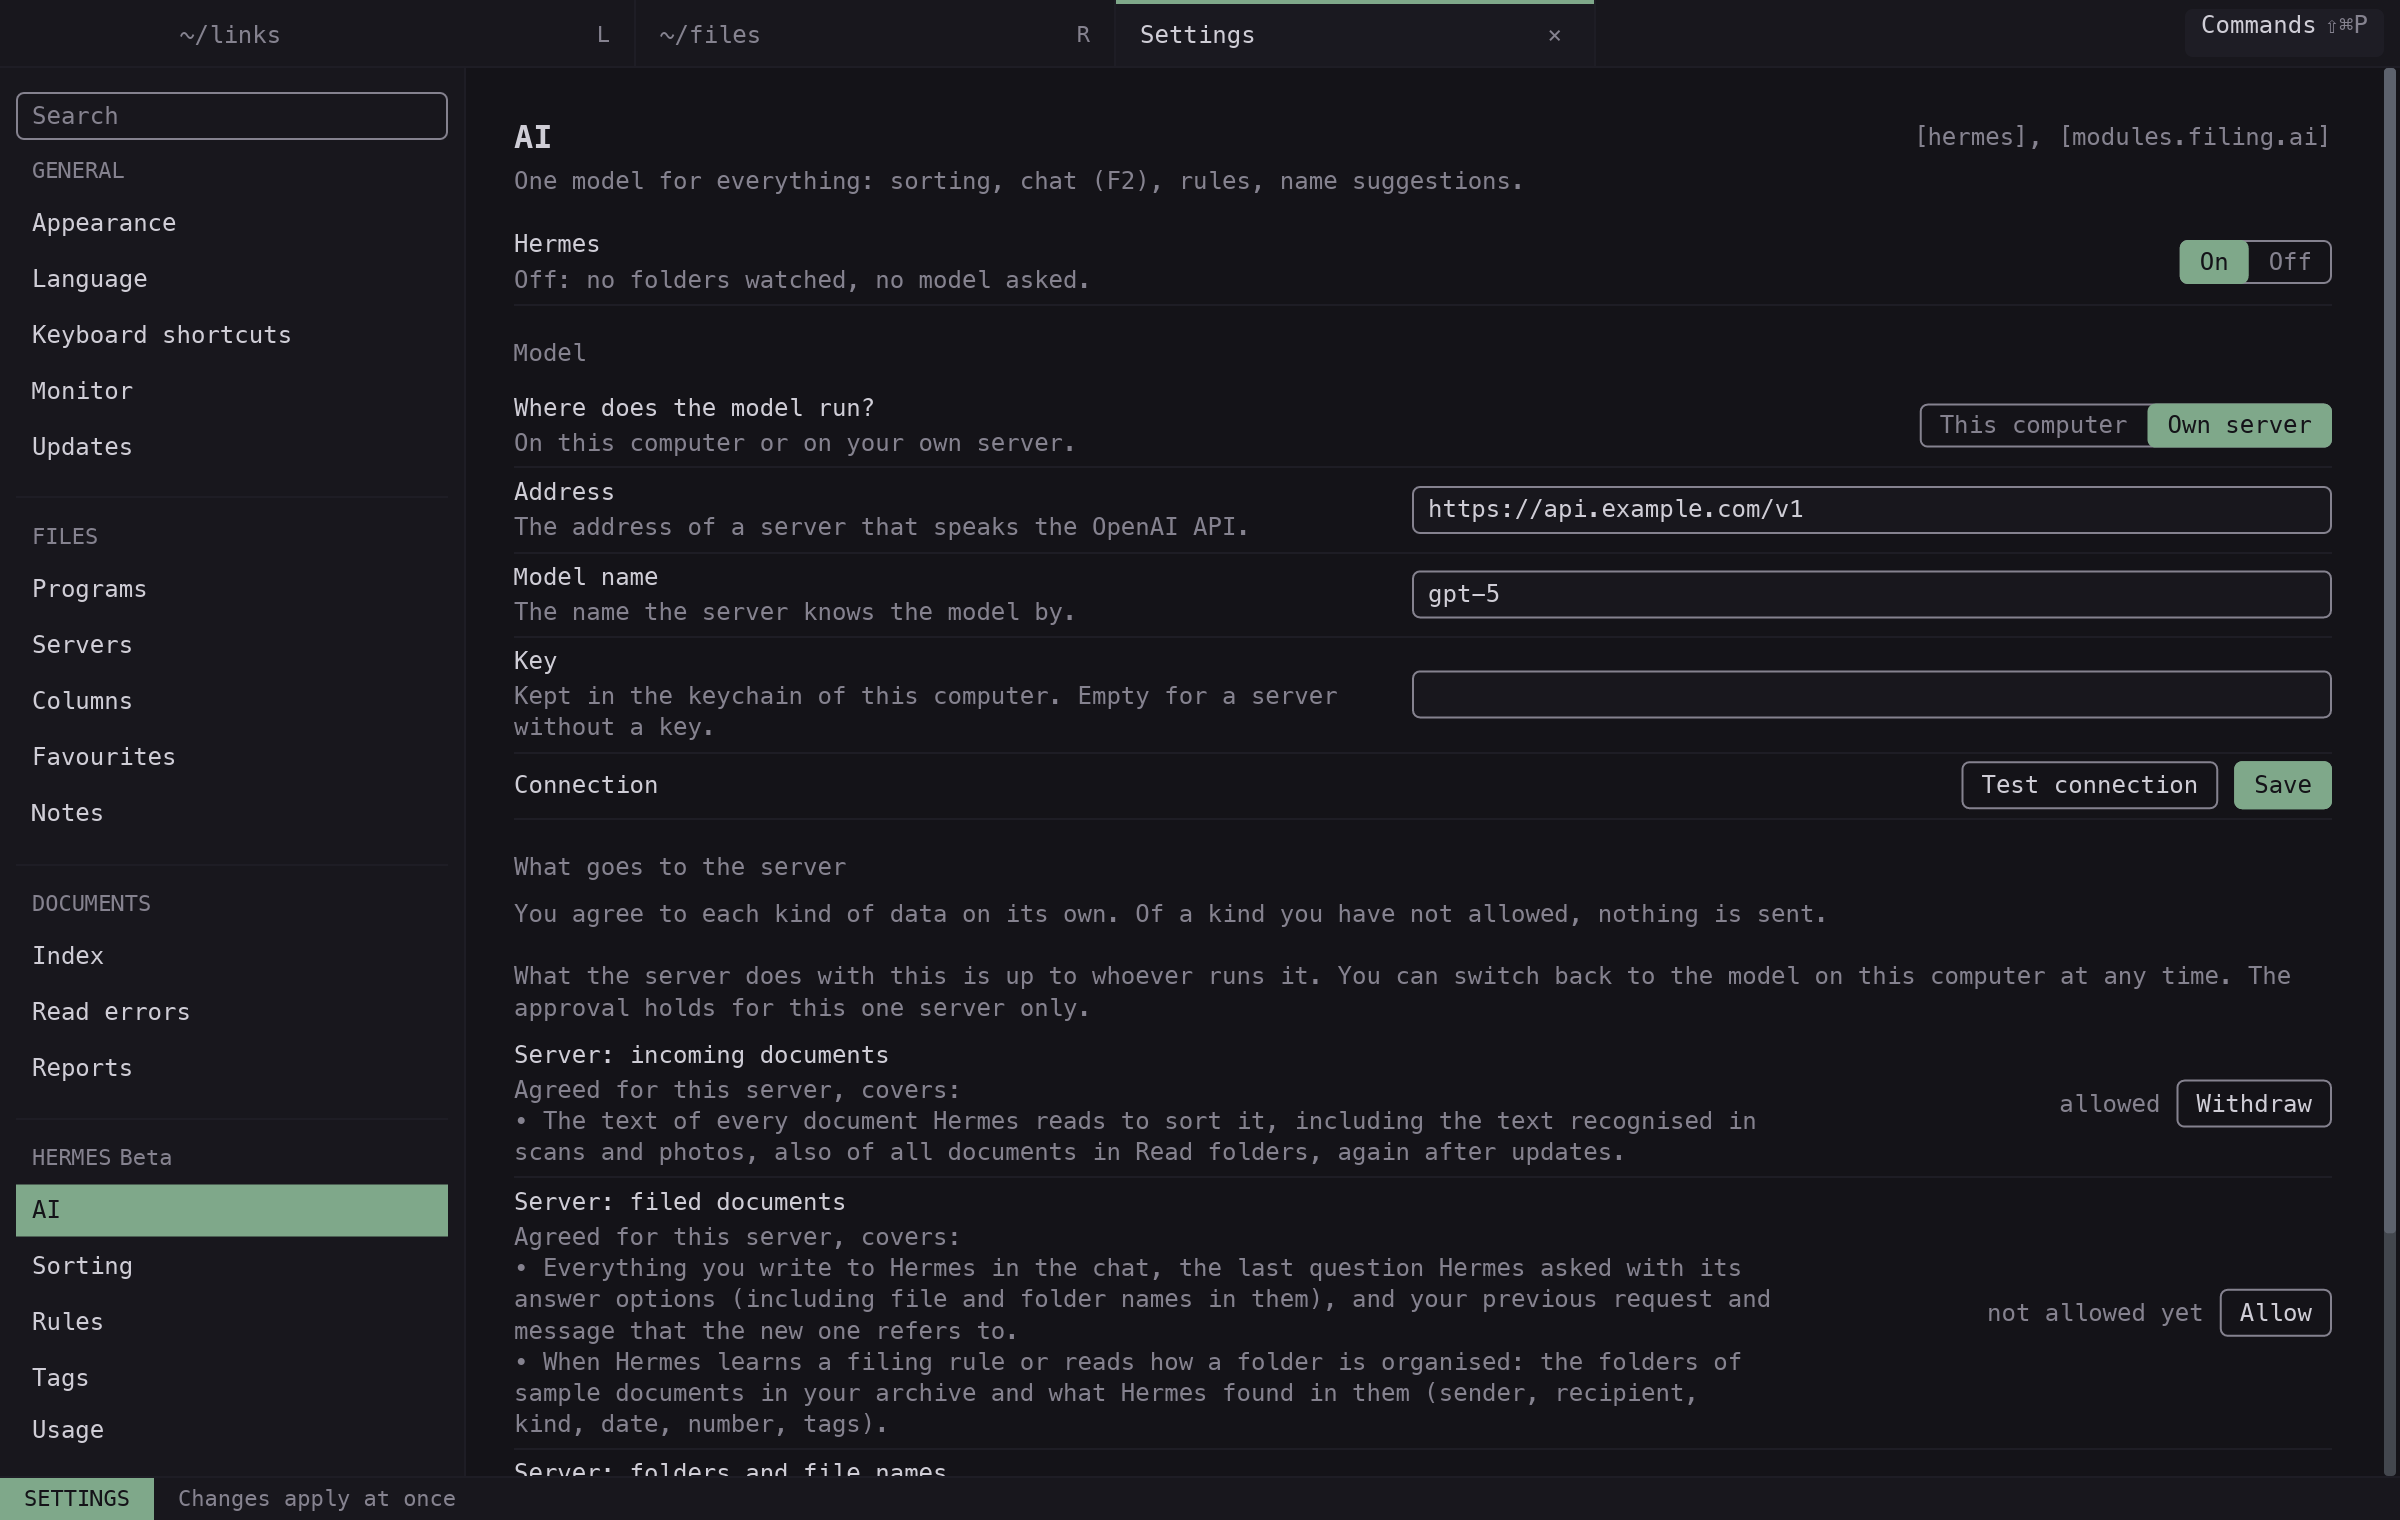 ~/links L ~/files R Settings × Commands ⇧⌘P
Search
GENERAL
Appearance
Language
Keyboard shortcuts
Monitor
Updates
FILES
Programs
Servers
Columns
Favourites
Notes
DOCUMENTS
Index
Read errors
Reports
HERMES Beta
AI
Sorting
Rules
Tags
Usage
AI [hermes], [modules.filing.ai]
One model for everything: sorting, chat (F2), rules, name suggestions.
Hermes
Off: no folders watched, no model asked.
On Off
Model
Where does the model run?
On this computer or on your own server.
This computer Own server
Address
The address of a server that speaks the OpenAI API.
https://api.example.com/v1
Model name
The name the server knows the model by.
gpt-5
Key
Kept in the keychain of this computer. Empty for a server
without a key.
Connection Test connection Save
What goes to the server
You agree to each kind of data on its own. Of a kind you have not allowed, nothing is sent.
What the server does with this is up to whoever runs it. You can switch back to the model on this computer at any time. The
approval holds for this one server only.
Server: incoming documents
Agreed for this server, covers:
• The text of every document Hermes reads to sort it, including the text recognised in
scans and photos, also of all documents in Read folders, again after updates.
allowed Withdraw
Server: filed documents
Agreed for this server, covers:
• Everything you write to Hermes in the chat, the last question Hermes asked with its
answer options (including file and folder names in them), and your previous request and
message that the new one refers to.
• When Hermes learns a filing rule or reads how a folder is organised: the folders of
sample documents in your archive and what Hermes found in them (sender, recipient,
kind, date, number, tags).
not allowed yet Allow
Server: folders and file names
SETTINGS Changes apply at once